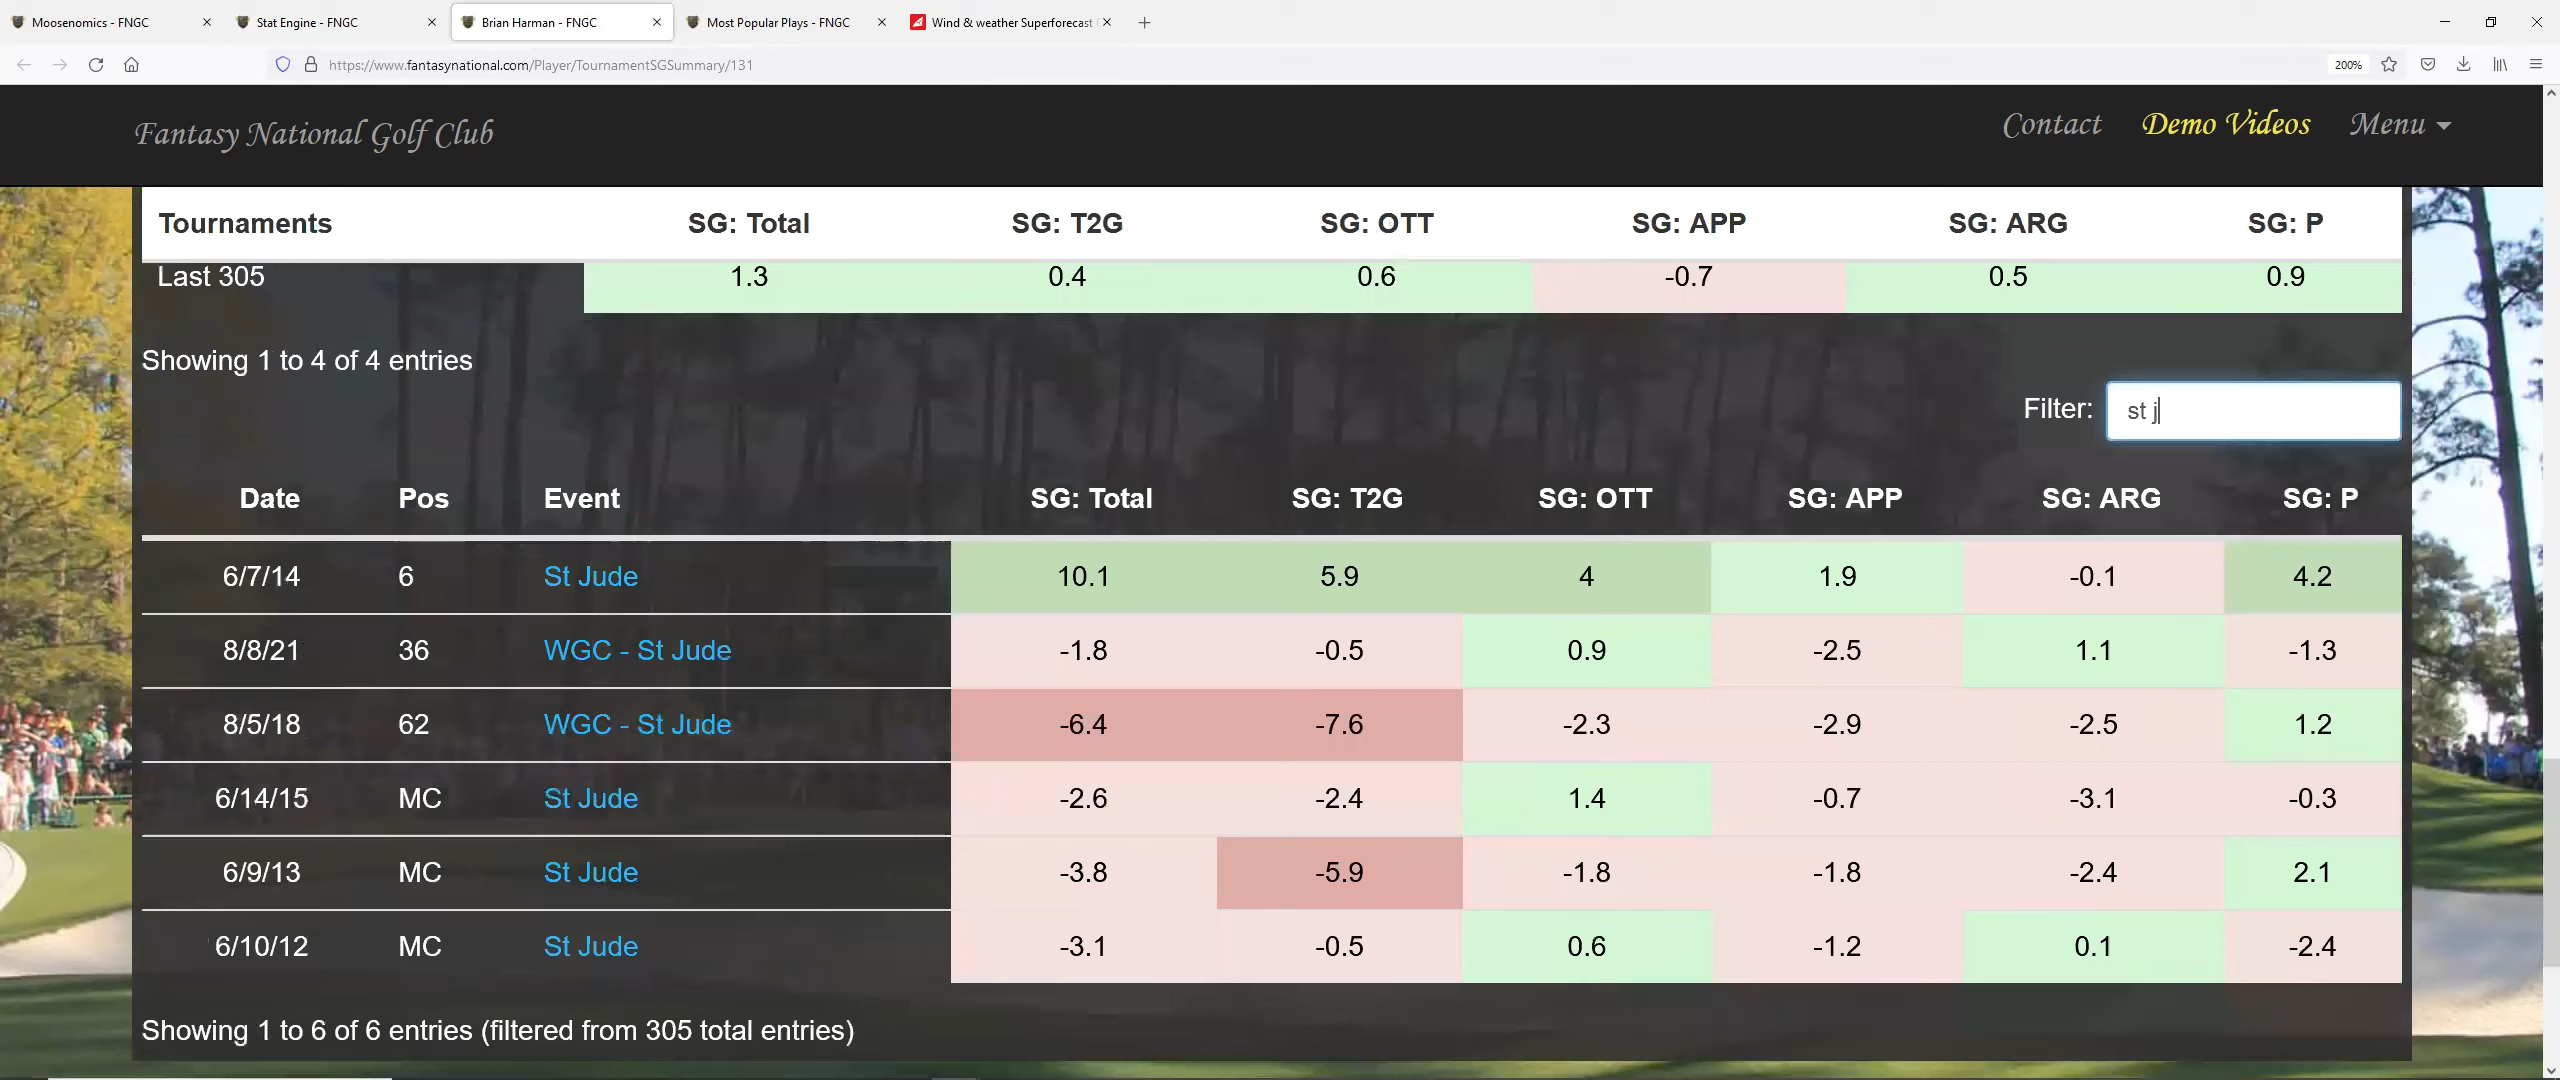 Moosenomics - FNGC
Stat Engine - FNGC
Brian Harman - FNGC
Most Popular Plays - FNGC
Wind & weather Superforecast
https://www.fantasynational.com/Player/TournamentSGSummary/131
200%
Fantasy National Golf Club
Contact Demo Videos Menu
Tournaments SG: Total SG: T2G SG: OTT SG: APP SG: ARG SG: P
Last 305 1.3 0.4 0.6 -0.7 0.5 0.9
Showing 1 to 4 of 4 entries
Filter: st j
Date Pos Event SG: Total SG: T2G SG: OTT SG: APP SG: ARG SG: P
6/7/14 6 St Jude 10.1 5.9 4 1.9 -0.1 4.2
8/8/21 36 WGC - St Jude -1.8 -0.5 0.9 -2.5 1.1 -1.3
8/5/18 62 WGC - St Jude -6.4 -7.6 -2.3 -2.9 -2.5 1.2
6/14/15 MC St Jude -2.6 -2.4 1.4 -0.7 -3.1 -0.3
6/9/13 MC St Jude -3.8 -5.9 -1.8 -1.8 -2.4 2.1
6/10/12 MC St Jude -3.1 -0.5 0.6 -1.2 0.1 -2.4
Showing 1 to 6 of 6 entries (filtered from 305 total entries)